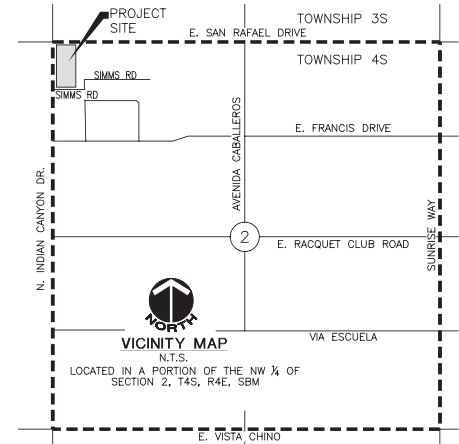 PROJECT
SITE
TOWNSHIP 3S
E. SAN RAFAEL DRIVE
TOWNSHIP 4S
SIMMS RD
SIMMS RD
E. FRANCIS DRIVE
AVENIDA CABALLEROS
N. INDIAN CANYON DR.
SUNRISE WAY
2
E. RACQUET CLUB ROAD
NORTH
VIA ESCUELA
VICINITY MAP
N.T.S.
LOCATED IN A PORTION OF THE NW ¼ OF
SECTION 2, T4S, R4E, SBM
E. VISTA CHINO